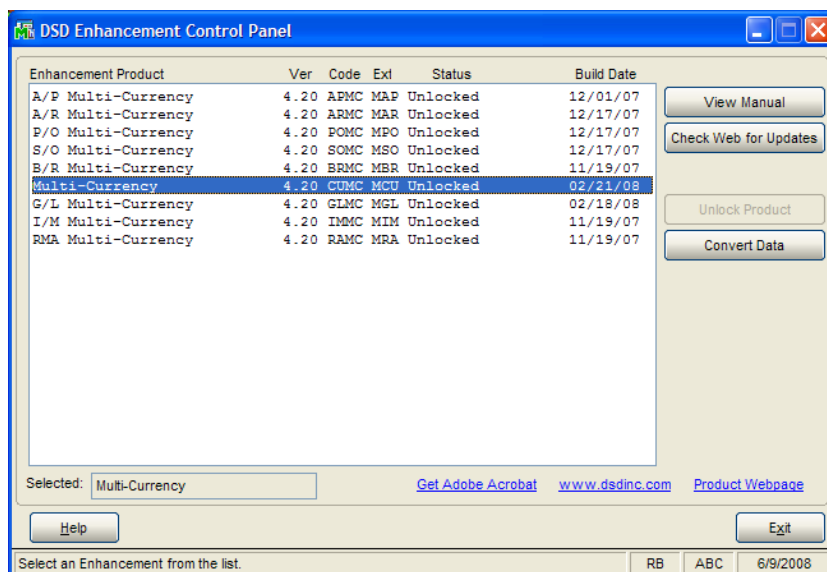 DSD Enhancement Control Panel
Enhancement Product Ver Code Ext Status Build Date
A/P Multi-Currency 4.20 APMC MAP Unlocked 12/01/07
A/R Multi-Currency 4.20 ARMC MAR Unlocked 12/17/07
P/O Multi-Currency 4.20 POMC MPO Unlocked 12/17/07
S/O Multi-Currency 4.20 SOMC MSO Unlocked 12/17/07
B/R Multi-Currency 4.20 BRMC MBR Unlocked 11/19/07
Multi-Currency 4.20 CUMC MCU Unlocked 02/21/08
G/L Multi-Currency 4.20 GLMC MGL Unlocked 02/18/08
I/M Multi-Currency 4.20 IMMC MIM Unlocked 11/19/07
RMA Multi-Currency 4.20 RAMC MRA Unlocked 11/19/07
View Manual
Check Web for Updates
Unlock Product
Convert Data
Selected: Multi-Currency Get Adobe Acrobat www.dsdinc.com Product Webpage
Help Exit
Select an Enhancement from the list. RB ABC 6/9/2008